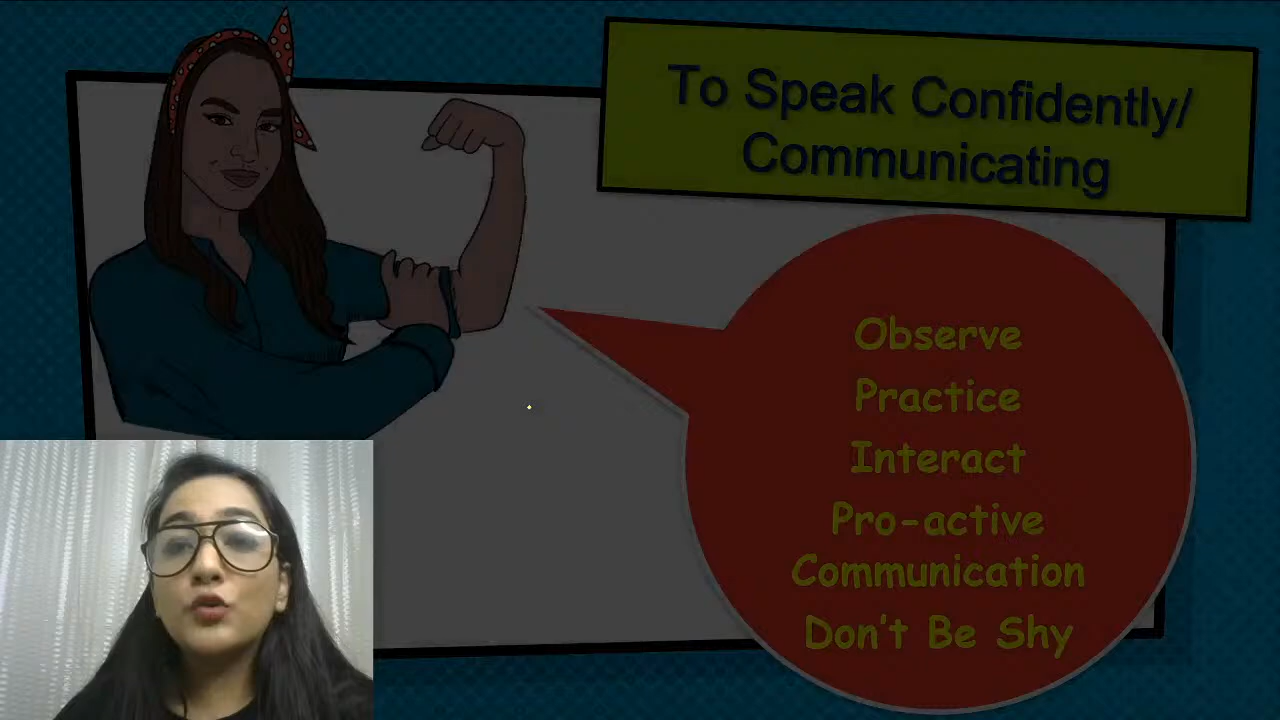 To Speak Confidently/
Communicating
Observe
Practice
Interact
Pro-active
Communication
Don't Be Shy